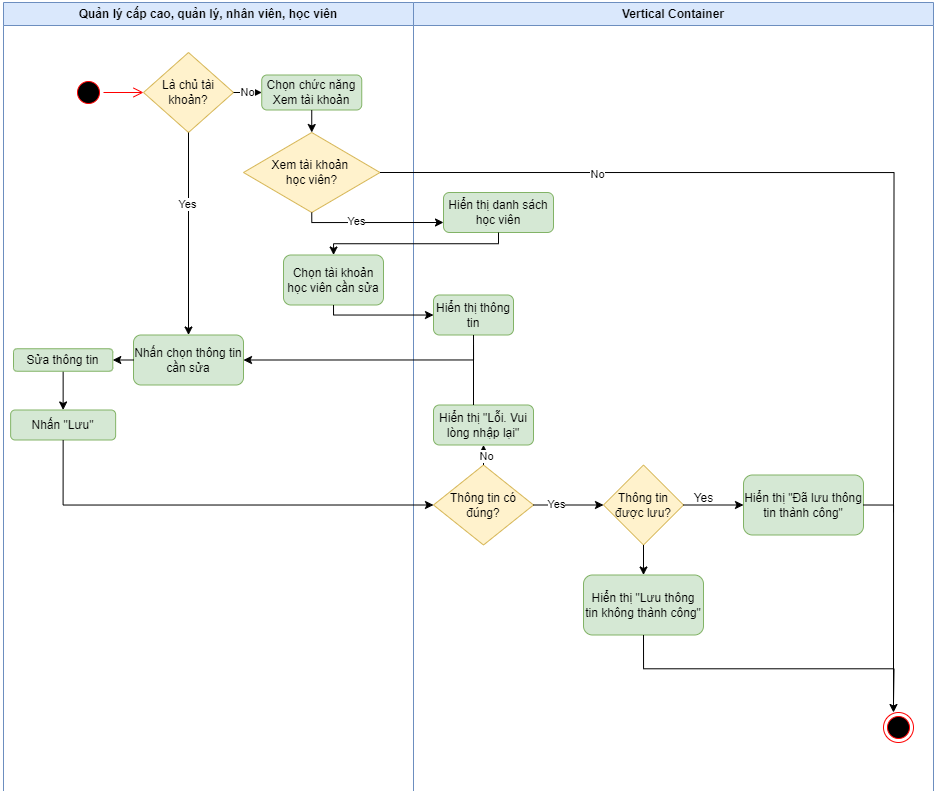 Quản lý cấp cao, quản lý, nhân viên, học viên
Vertical Container
Là chủ tài
khoản?
No
Chọn chức năng
Xem tài khoản
Xem tài khoản
học viên?
No
Yes
Yes
Hiển thị danh sách
học viên
Chọn tài khoản
học viên cần sửa
Hiển thị thông
tin
Nhấn chọn thông tin
cần sửa
Sửa thông tin
Nhấn "Lưu"
Hiển thị "Lỗi. Vui
lòng nhập lại"
No
Thông tin có
đúng?
Yes
Thông tin
được lưu?
Yes
Hiển thị "Đã lưu thông
tin thành công"
Hiển thị "Lưu thông
tin không thành công"